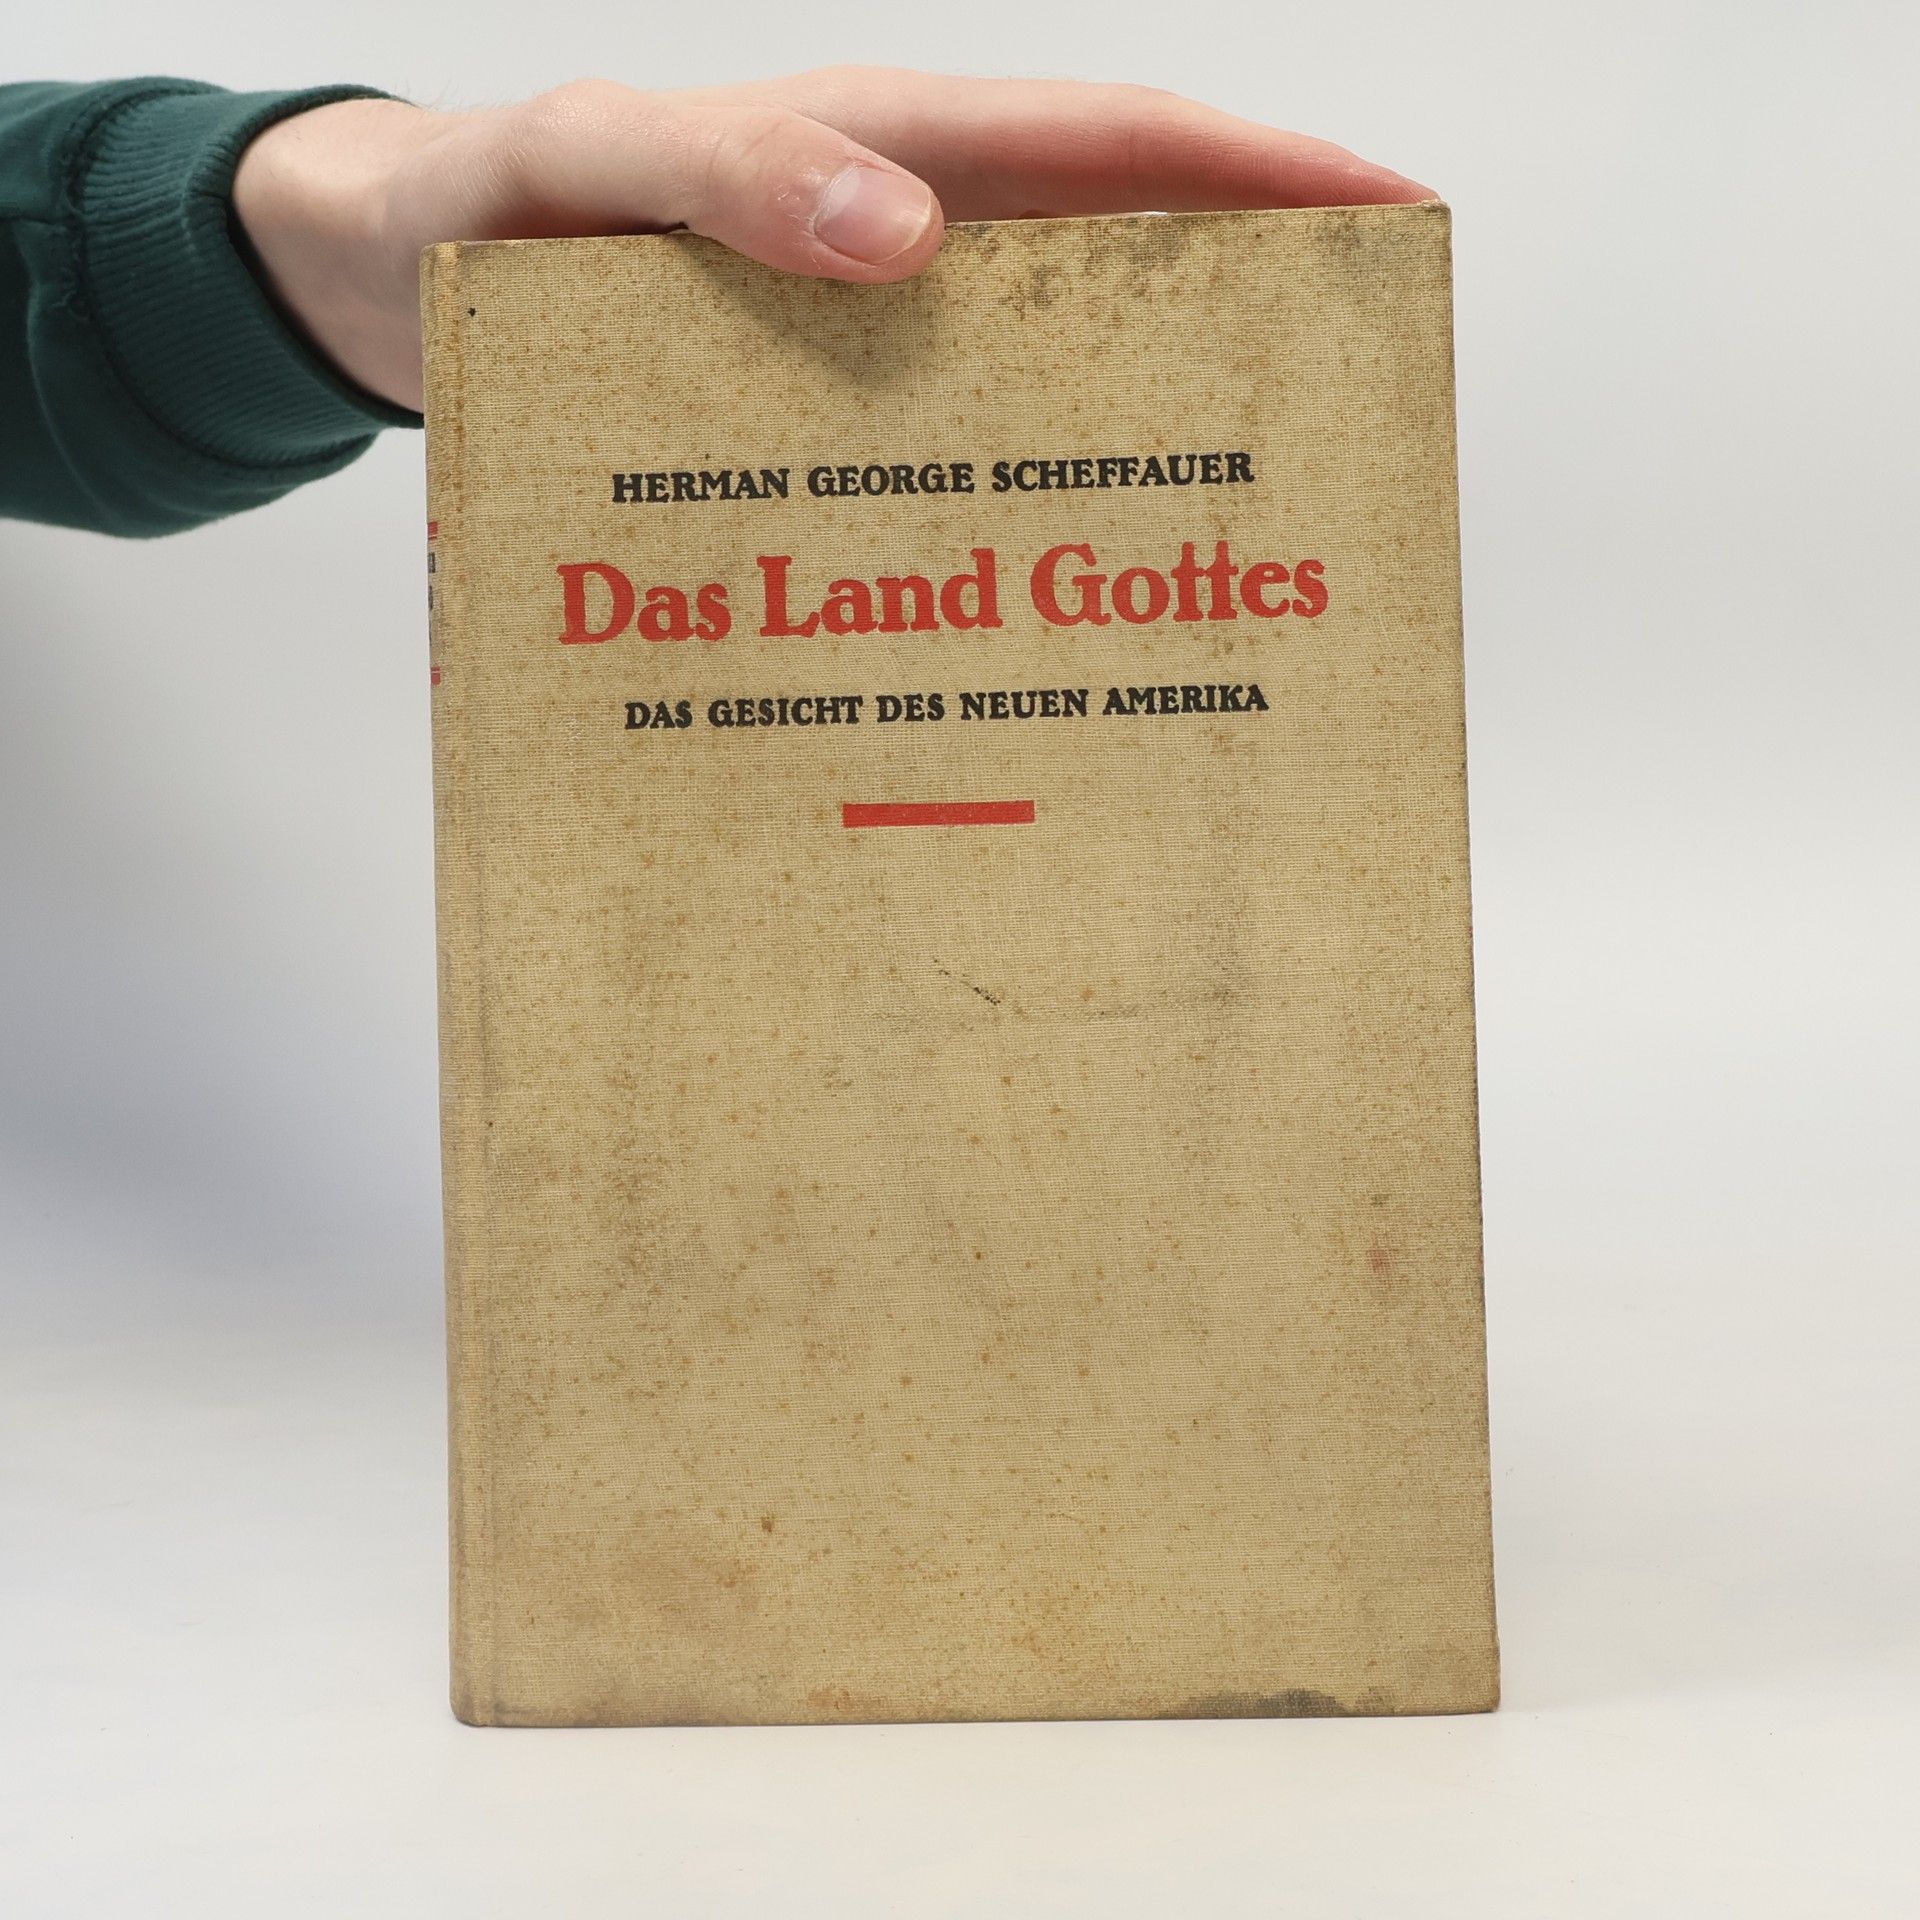 HERMAN GEORGE SCHEFFAUER
Das Land Gottes
DAS GESICHT DES NEUEN AMERIKA